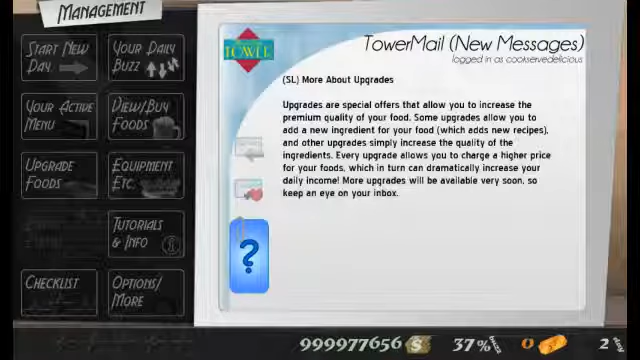 Management
Start New
Day
Your Daily
Buzz
Your Active
Menu
View/Buy
Foods
Upgrade
Foods
Equipment
Etc.
Tutorials
& Info
Checklist
Options/
More
TOWER
TowerMail (New Messages)
logged in as cookservedelicious
(SL) More About Upgrades
Upgrades are special offers that allow you to increase the
premium quality of your food. Some upgrades allow you to
add a new ingredient for your food (which adds new recipes),
and other upgrades simply increase the quality of the
ingredients. Every upgrade allows you to charge a higher price
for your foods, which in turn can dramatically increase your
daily income! More upgrades will be available very soon, so
keep an eye on your inbox.
?
999977656 $ 37% buzz 0 2 day